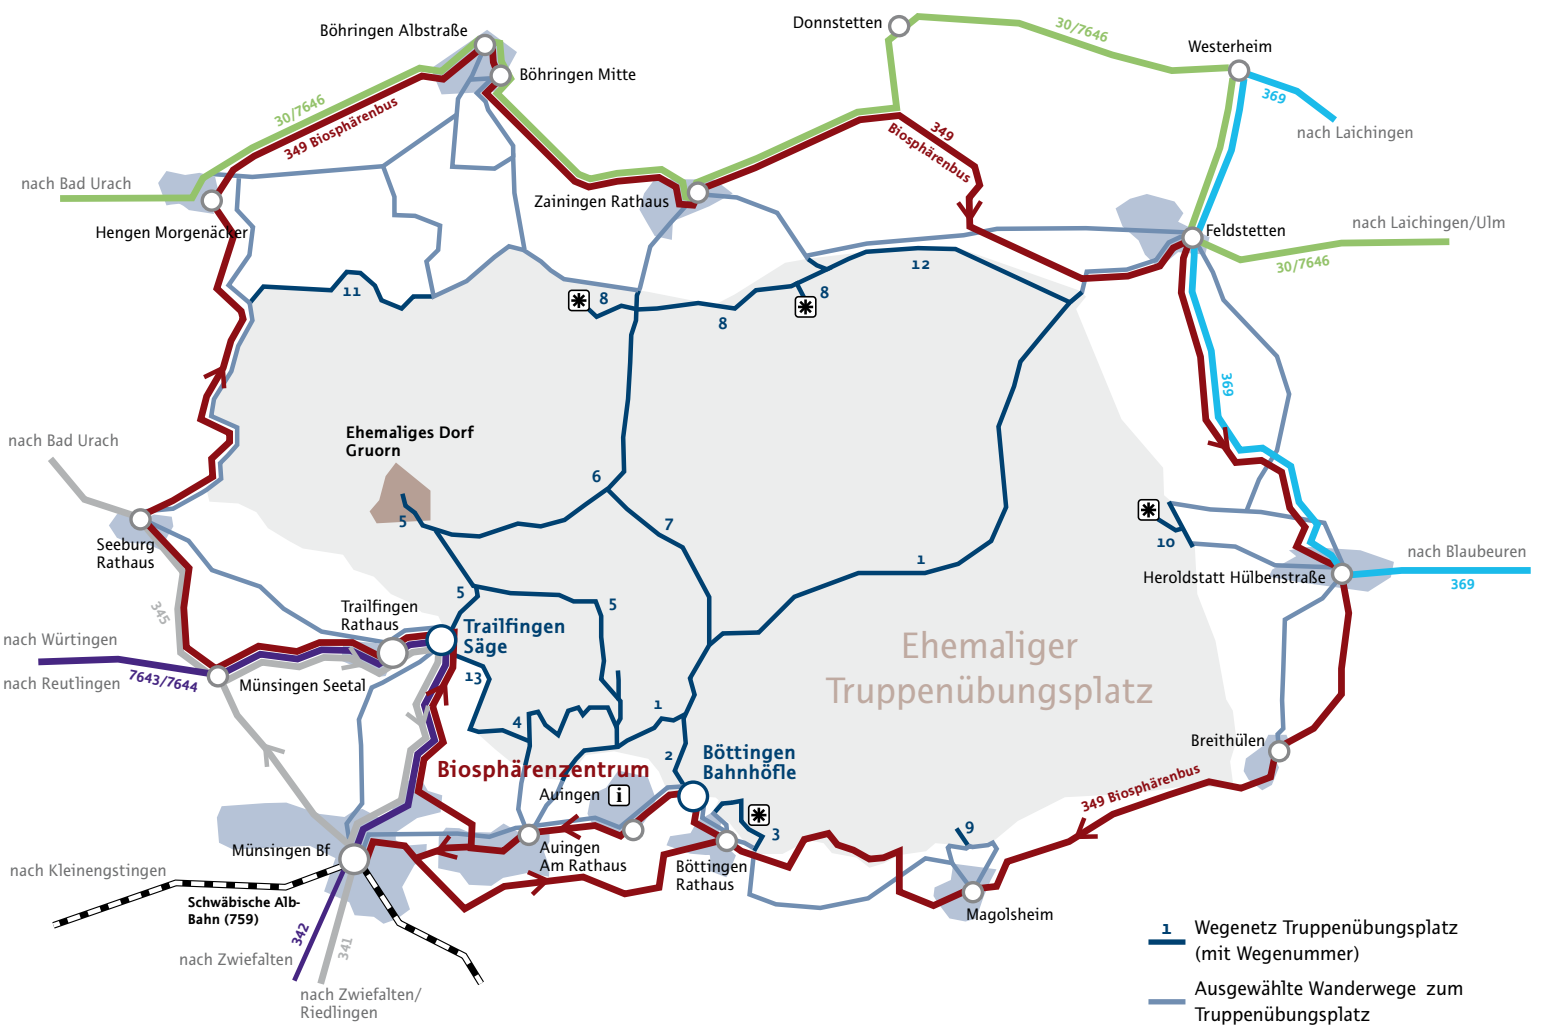 Böhringen Albstraße
Böhringen Mitte
Donnstetten
30/7646
Westerheim
369
nach Laichingen
30/7646
349 Biosphärenbus
349
Biosphärenbus
nach Bad Urach
Hengen Morgenäcker
Zainingen Rathaus
Feldstetten
nach Laichingen/Ulm
30/7646
11
8
8
8
12
369
nach Bad Urach
Ehemaliges Dorf
Gruorn
5
6
7
1
10
Seeburg
Rathaus
345
Heroldstatt Hülbenstraße
nach Blaubeuren
369
Trailfingen
Rathaus
5
5
Trailfingen
Säge
nach Würtingen
7643/7644
nach Reutlingen
Münsingen Seetal
13
4
1
2
Ehemaliger
Truppenübungsplatz
Böttingen
Bahnhöfle
Biosphärenzentrum
Auingen
i
Breithülen
349 Biosphärenbus
3
9
Münsingen Bf
Auingen
Am Rathaus
Böttingen
Rathaus
Magolsheim
nach Kleinengstingen
Schwäbische Alb-
Bahn (759)
342
341
nach Zwiefalten
nach Zwiefalten/
Riedlingen
1 Wegenetz Truppenübungsplatz
(mit Wegenummer)
Ausgewählte Wanderwege zum
Truppenübungsplatz